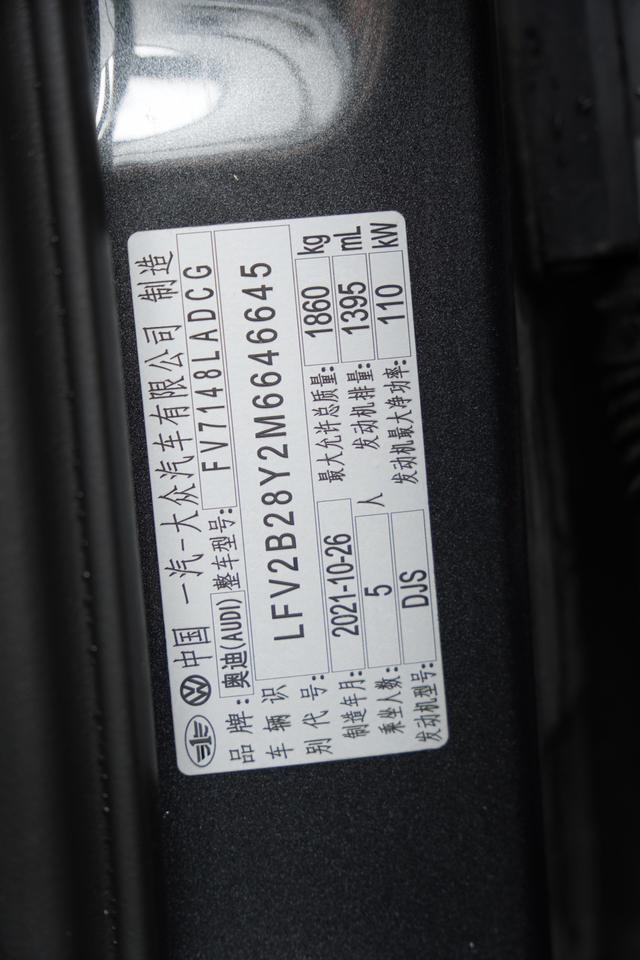 中国 一汽-大众汽车有限公司 制造
品牌: 奥迪(AUDI) 整车型号: FV7148LADCG
车辆识别代号: LFV2B28Y2M6646645
制造年月: 2021-10-26 最大允许总质量: 1860 kg
乘坐人数: 5 人 发动机排量: 1395 mL
发动机型号: DJS 发动机最大净功率: 110 kW